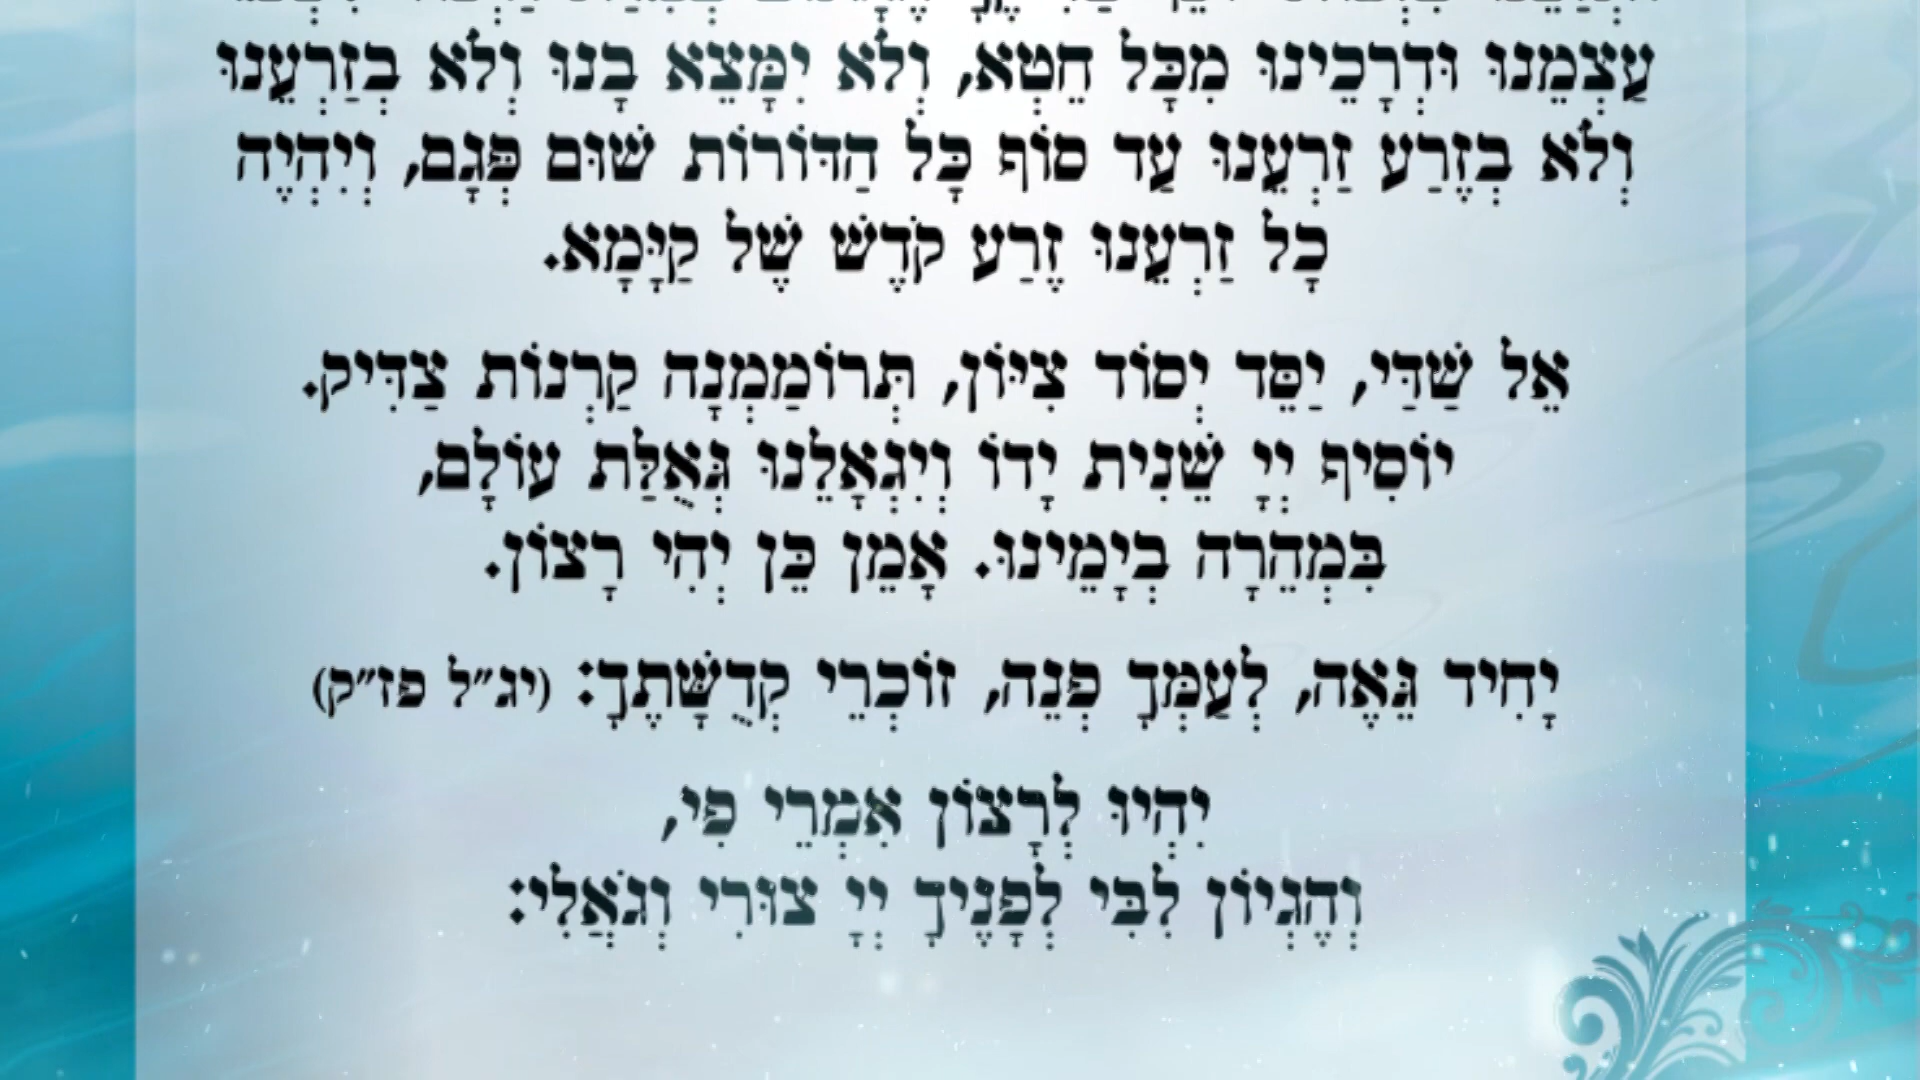 עַצְמֵנוּ וּדְרָכֵינוּ מִכָּל חֵטְא, וְלֹא יִמָּצֵא בָנוּ וְלֹא בְזַרְעֵנוּ
וְלֹא בְזֶרַע זַרְעֵנוּ עַד סוֹף כָּל הַדּוֹרוֹת שׁוּם פְּגָם, וְיִהְיֶה
כָל זַרְעֵנוּ זֶרַע קֹדֶשׁ שֶׁל קַיָּמָא.
אֵל שַׁדַּי, יַסֵּד יְסוֹד צִיּוֹן, תְּרוֹמַמְנָה קַרְנוֹת צַדִּיק.
יוֹסִיף יְיָ שֵׁנִית יָדוֹ וְיִגְאָלֵנוּ גְּאֻלַּת עוֹלָם,
בִּמְהֵרָה בְיָמֵינוּ. אָמֵן כֵּן יְהִי רָצוֹן.
יָחִיד גֵּאֶה, לְעַמְּךָ פְּנֵה, זוֹכְרֵי קְדֻשָּׁתֶךָ: (יג״ל פז״ק)
יִהְיוּ לְרָצוֹן אִמְרֵי פִי,
וְהֶגְיוֹן לִבִּי לְפָנֶיךָ יְיָ צוּרִי וְגֹאֲלִי: